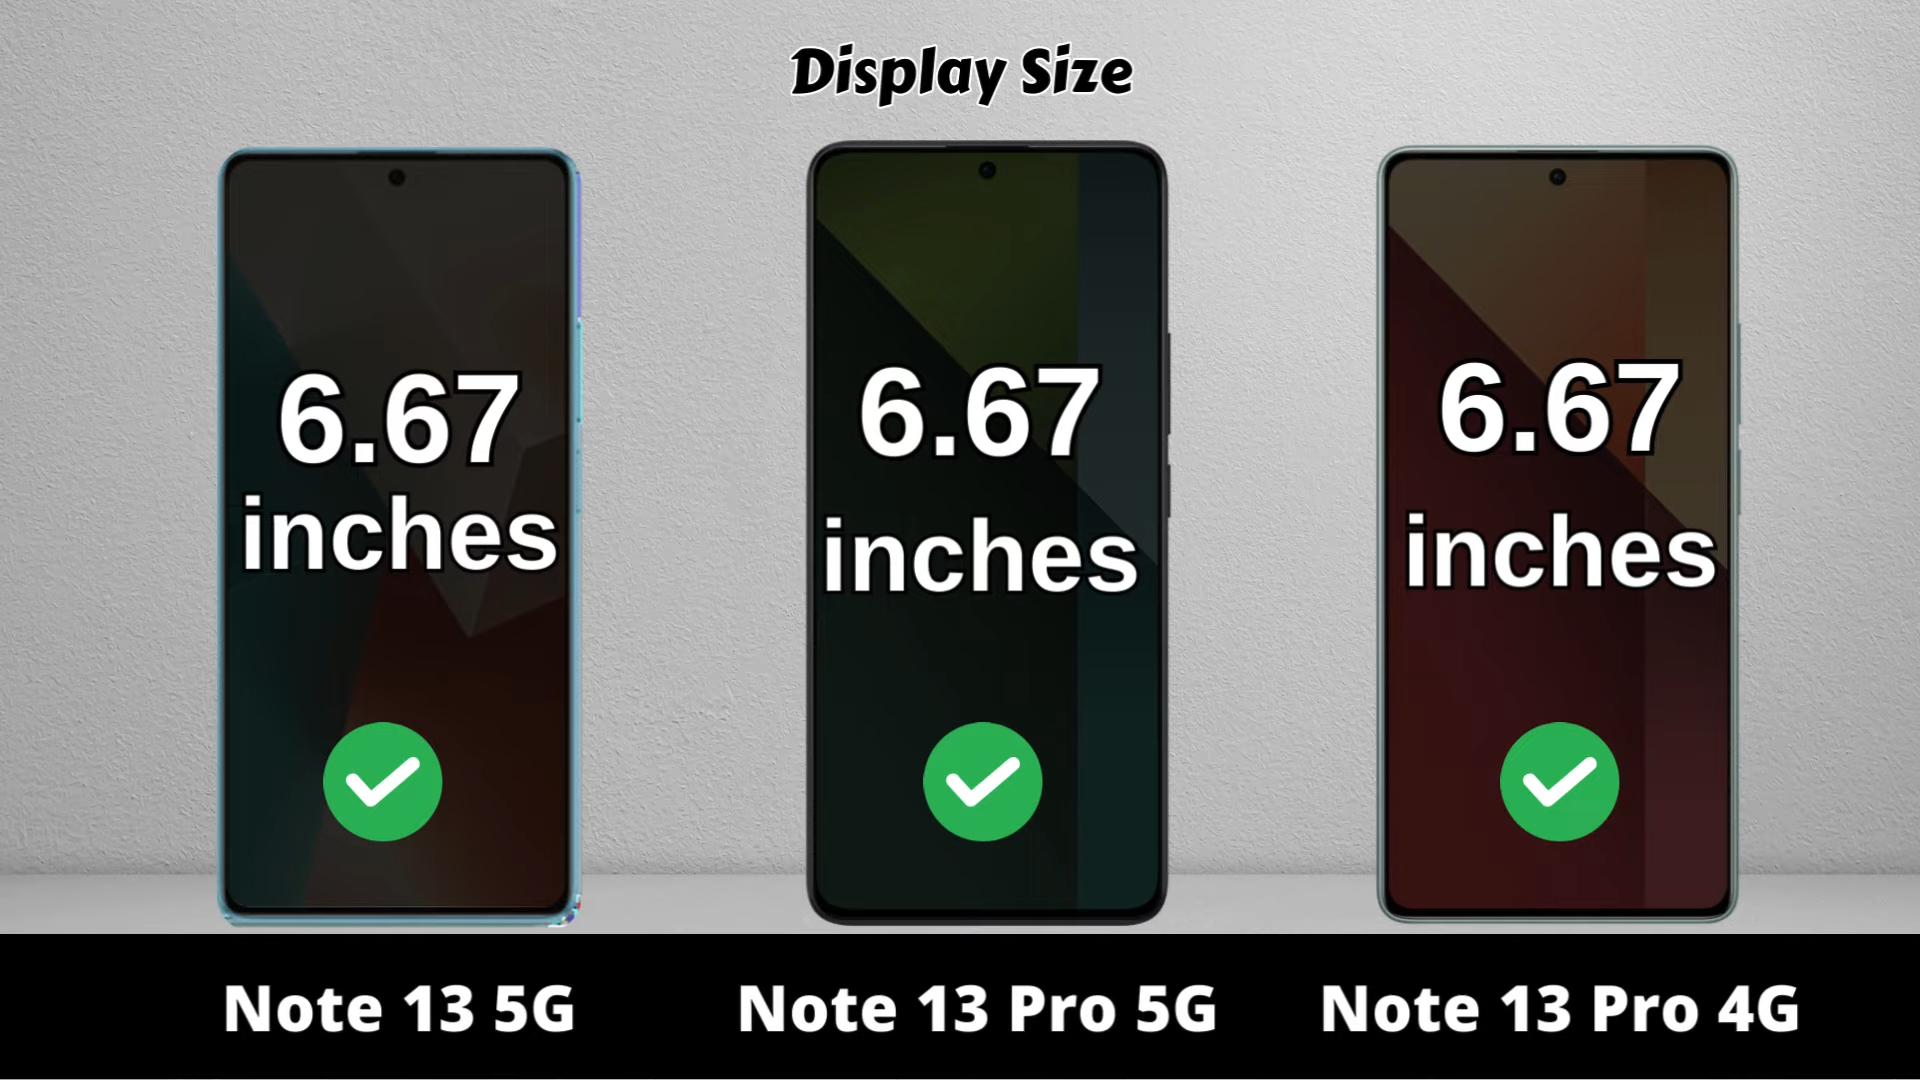 Display Size
6.67
inches
6.67
inches
6.67
inches
Note 13 5G
Note 13 Pro 5G
Note 13 Pro 4G